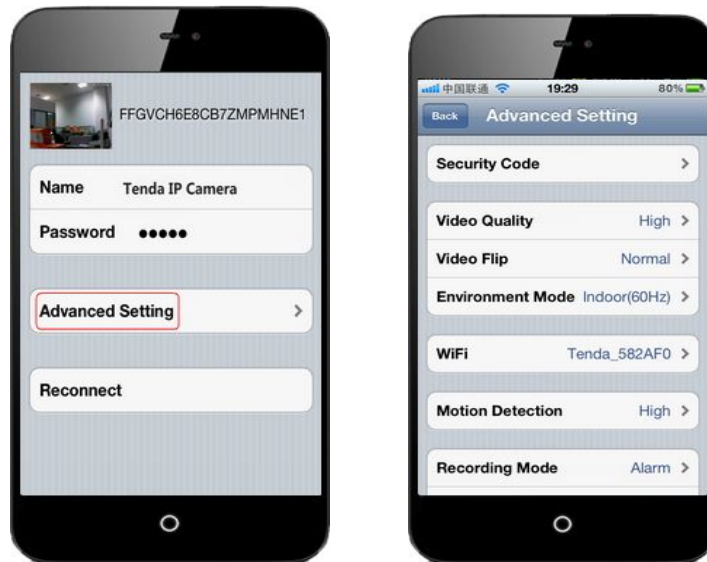 FFGVCH6E8CB7ZMPMHNE1
Name Tenda IP Camera
Password ●●●●●
Advanced Setting
Reconnect
中国联通 19:29 80%
Back Advanced Setting
Security Code
Video Quality High
Video Flip Normal
Environment Mode Indoor(60Hz)
WiFi Tenda_582AF0
Motion Detection High
Recording Mode Alarm